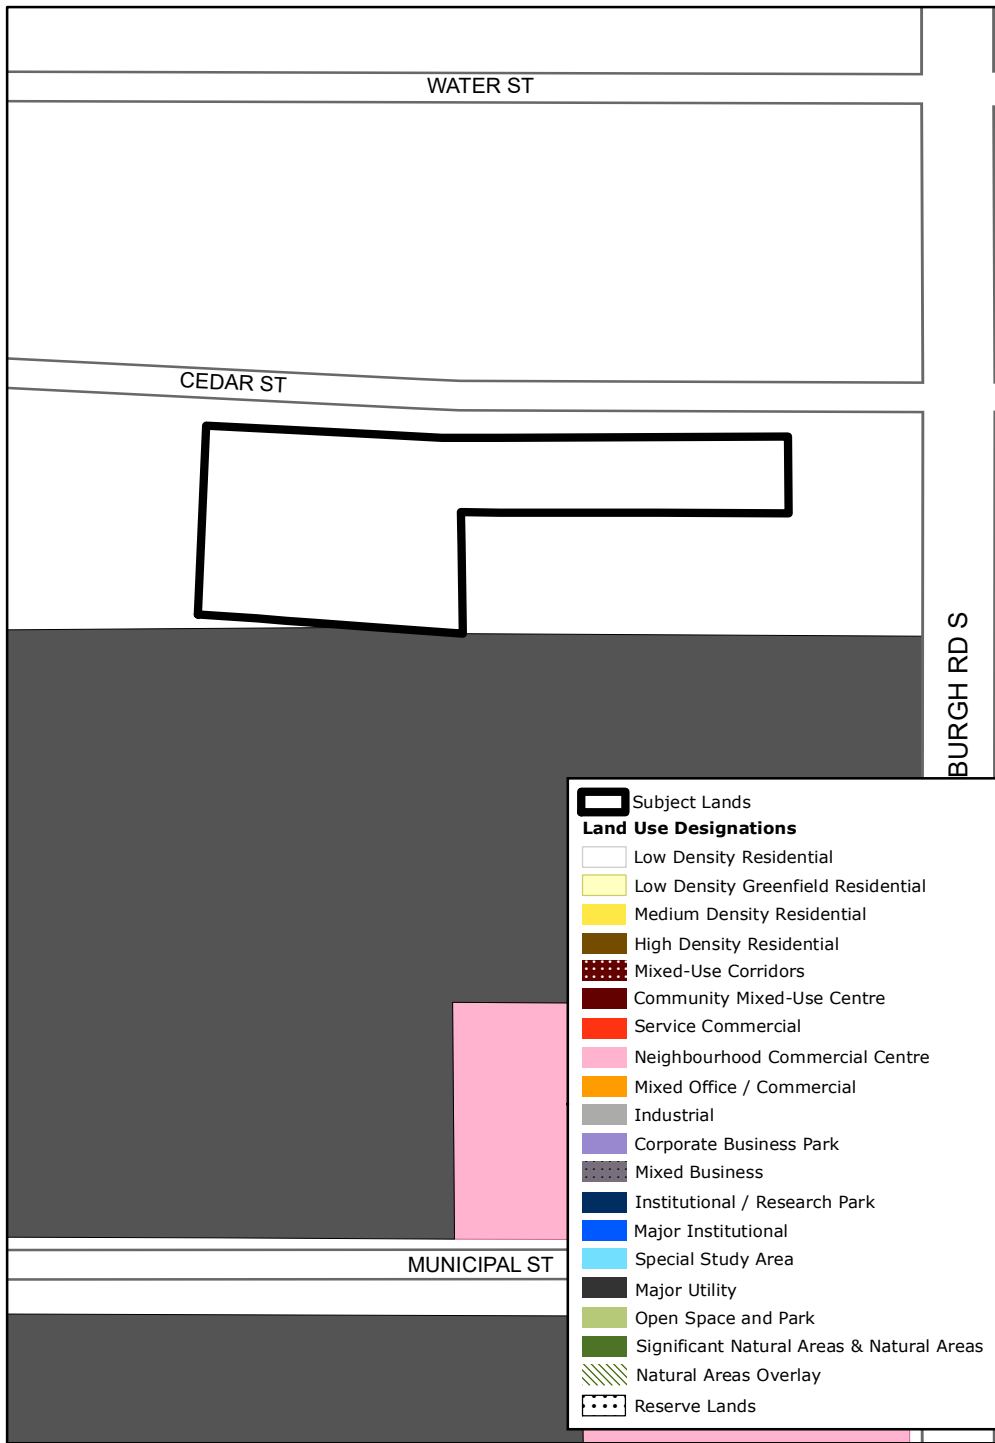 WATER ST
CEDAR ST
BURGH RD S
MUNICIPAL ST
Subject Lands
Land Use Designations
Low Density Residential
Low Density Greenfield Residential
Medium Density Residential
High Density Residential
Mixed-Use Corridors
Community Mixed-Use Centre
Service Commercial
Neighbourhood Commercial Centre
Mixed Office / Commercial
Industrial
Corporate Business Park
Mixed Business
Institutional / Research Park
Major Institutional
Special Study Area
Major Utility
Open Space and Park
Significant Natural Areas & Natural Areas
Natural Areas Overlay
Reserve Lands